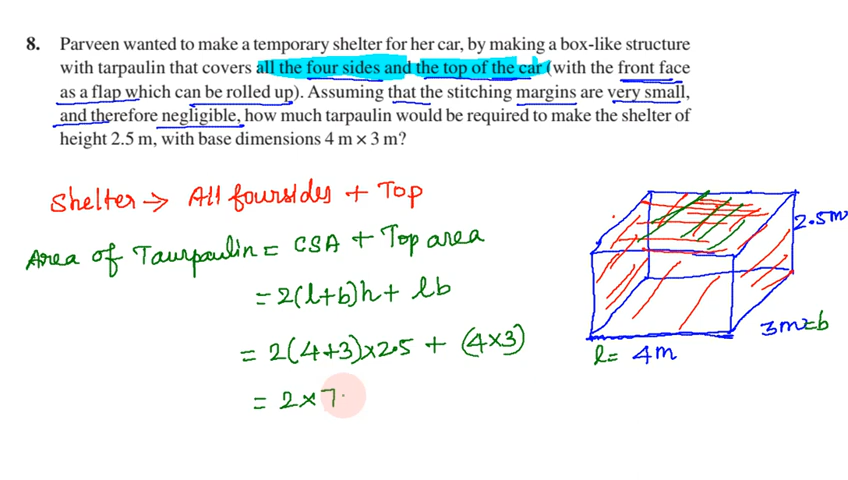 8. Parveen wanted to make a temporary shelter for her car, by making a box-like structure
with tarpaulin that covers all the four sides and the top of the car (with the front face
as a flap which can be rolled up). Assuming that the stitching margins are very small,
and therefore negligible, how much tarpaulin would be required to make the shelter of
height 2.5 m, with base dimensions 4 m × 3 m?
Shelter → All foursides + Top
Area of Taurpaulin = CSA + Top area
= 2(l+b)h + lb
= 2(4+3)×2.5 + (4×3)
= 2×7
2.5m
3m=b
l= 4m